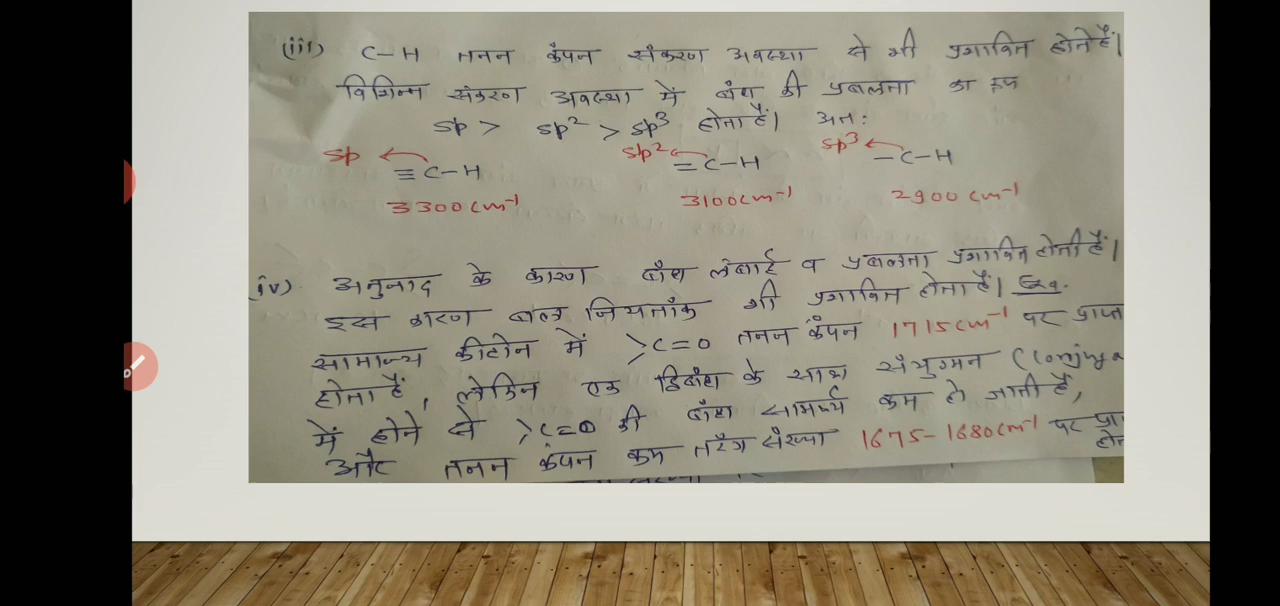 (iii) C-H तनन कंपन संकरण अवस्था से भी प्रभावित होते हैं।
विभिन्न संकरण अवस्था में बंध की प्रबलता का क्रम
sp > sp² > sp³ होता हैं। अतः
sp sp² sp³
≡C-H =C-H -C-H
3300 cm⁻¹ 3100 cm⁻¹ 2900 cm⁻¹
(iv) अनुनाद के कारण बाँध लंबाई व प्रबलता प्रभावित होती हैं।
इस कारण बल नियतांक भी प्रभावित होता हैं। Eg.
सामान्य कीटोन में >C=O तनन कंपन 1715 cm⁻¹ पर प्राप्त
होता हैं, लेकिन एक द्विबंध के साथ संयुग्मन (Conjuga
में होने से >C=O की बाँध सामर्थ्य कम हो जाती हैं,
और तनन कंपन कम तरंग संख्या 1675-1680 cm⁻¹ पर प्रा
हो